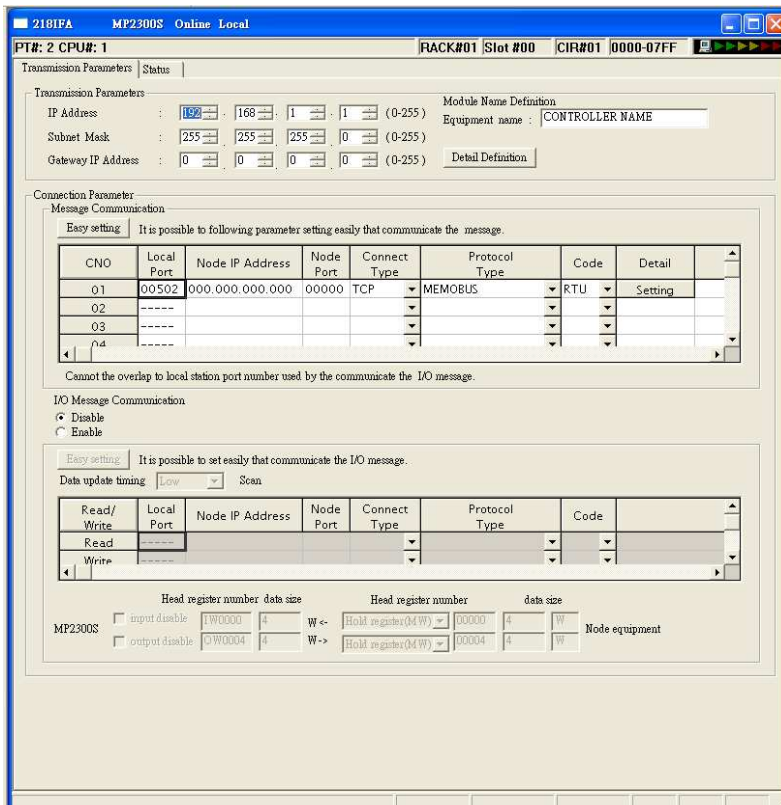 218IFA MP2300S Online Local
PT#: 2 CPU#: 1 RACK#01 Slot #00 CIR#01 0000-07FF
Transmission Parameters Status
Transmission Parameters
IP Address : 192 . 168 . 1 . 1 (0-255)
Module Name Definition
Equipment name : CONTROLLER NAME
Subnet Mask : 255 . 255 . 255 . 0 (0-255)
Gateway IP Address : 0 . 0 . 0 . 0 (0-255) Detail Definition
Connection Parameter
Message Communication
Easy setting It is possible to following parameter setting easily that communicate the message.
CNO Local Port Node IP Address Node Port Connect Type Protocol Type Code Detail
01 00502 000.000.000.000 00000 TCP MEMOBUS RTU Setting
02 -----
03 -----
04 -----
Cannot the overlap to local station port number used by the communicate the I/O message.
I/O Message Communication
Disable
Enable
Easy setting It is possible to set easily that communicate the I/O message.
Data update timing Low Scan
Read/Write Local Port Node IP Address Node Port Connect Type Protocol Type Code
Read -----
Write
Head register number data size Head register number data size
MP2300S input disable IW0000 4 W<- Hold register(MW) 00000 4 W Node equipment
output disable OW0004 4 W-> Hold register(MW) 00004 4 W